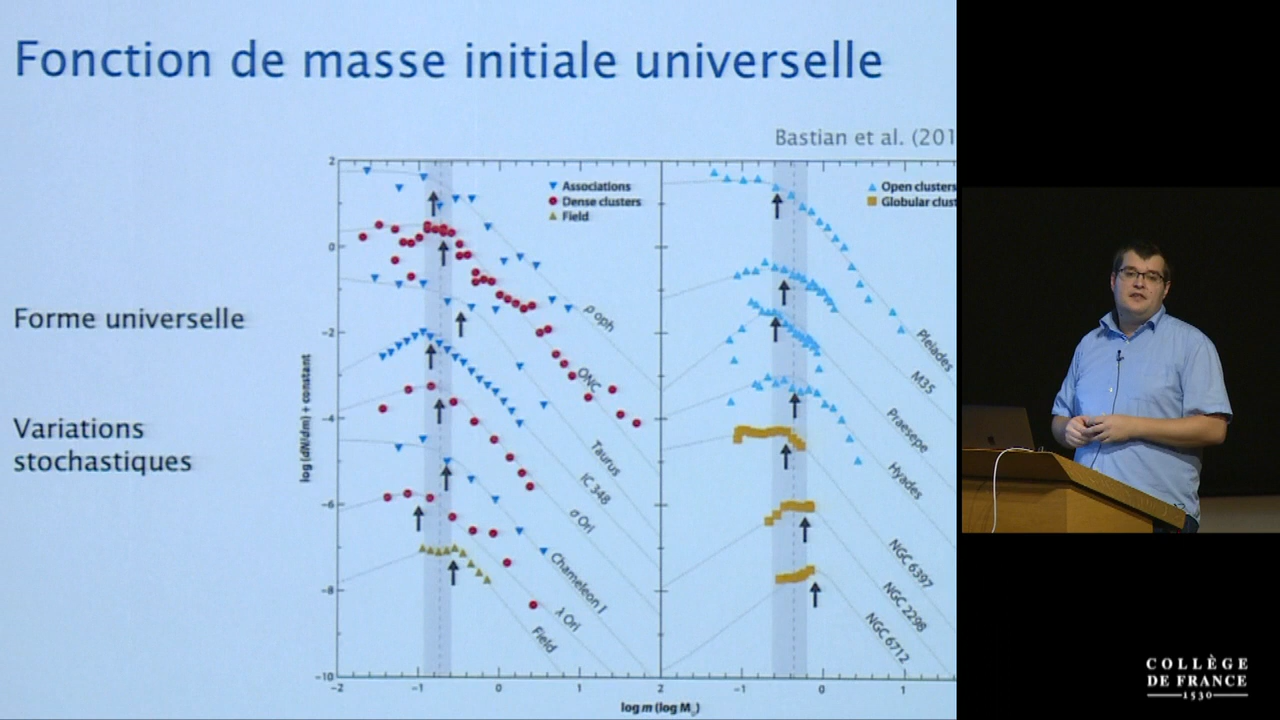 Fonction de masse initiale universelle
Bastian et al. (201
Forme universelle
Variations
stochastiques
log (dN/dm) + constant
2
0
−2
−4
−6
−8
−10
Associations
Dense clusters
Field
Open clusters
Globular clust
ρ oph
ONC
Taurus
IC 348
σ Ori
Chameleon I
λ Ori
Field
Pleiades
M35
Praesepe
Hyades
NGC 6397
NGC 2298
NGC 6712
−2
−1
0
1
2
−1
0
1
log m (log M☉)
COLLÈGE
DE FRANCE
1530